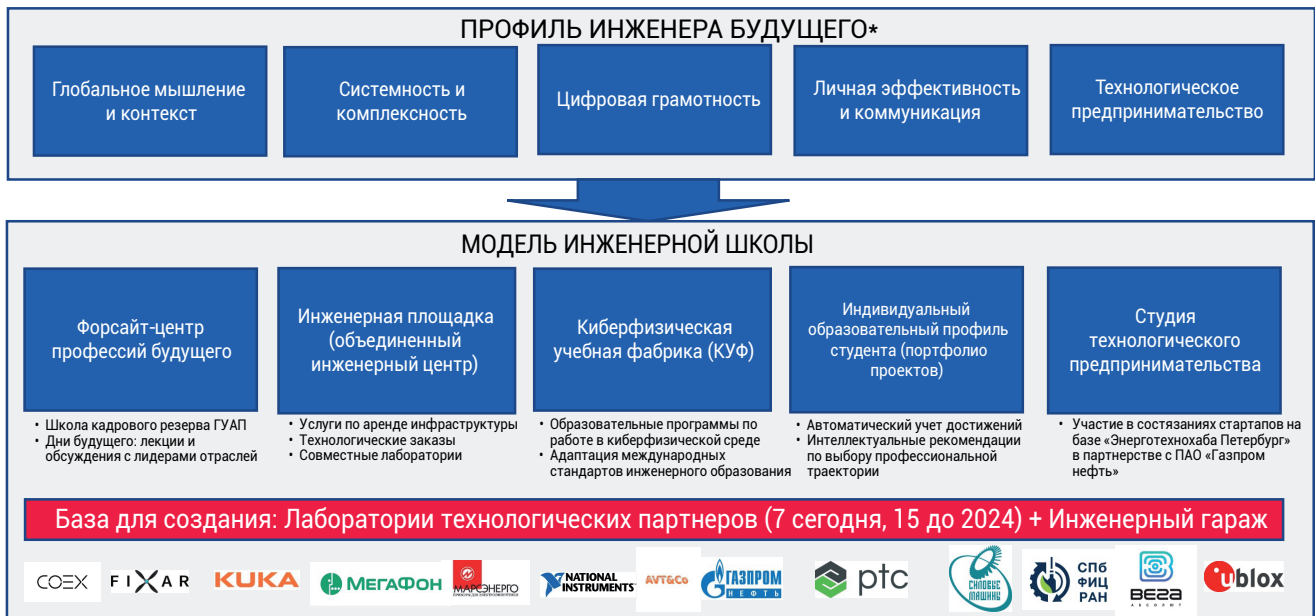 ПРОФИЛЬ ИНЖЕНЕРА БУДУЩЕГО*
Глобальное мышление
и контекст
Системность и
комплексность
Цифровая грамотность
Личная эффективность
и коммуникация
Технологическое
предпринимательство
МОДЕЛЬ ИНЖЕНЕРНОЙ ШКОЛЫ
Форсайт-центр
профессий будущего
Инженерная площадка
(объединенный
инженерный центр)
Киберфизическая
учебная фабрика (КУФ)
Индивидуальный
образовательный профиль
студента (портфолио
проектов)
Студия
технологического
предпринимательства
• Школа кадрового резерва ГУАП
• Дни будущего: лекции и
обсуждения с лидерами отраслей
• Услуги по аренде инфраструктуры
• Технологические заказы
• Совместные лаборатории
• Образовательные программы по
работе в киберфизической среде
• Адаптация международных
стандартов инженерного образования
• Автоматический учет достижений
• Интеллектуальные рекомендации
по выбору профессиональной
траектории
• Участие в состязаниях стартапов на
базе «Энерготехнохаба Петербург»
в партнерстве с ПАО «Газпром
нефть»
База для создания: Лаборатории технологических партнеров (7 сегодня, 15 до 2024) + Инженерный гараж
COEX
FIXAR
KUKA
МЕГАФОН
МАРСЭНЕРГО
NATIONAL
INSTRUMENTS
AVT&Co
ГАЗПРОМ
НЕФТЬ
ptc
СИЛОВЫЕ
МАШИНЫ
СПб
ФИЦ
РАН
ВЕГА
АБСОЛЮТ
ublox